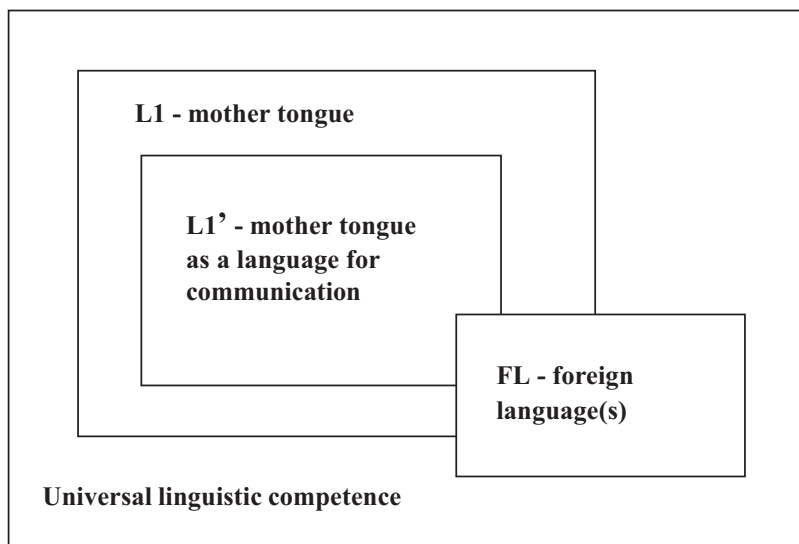 L1 - mother tongue
L1’ - mother tongue
as a language for
communication
FL - foreign
language(s)
Universal linguistic competence